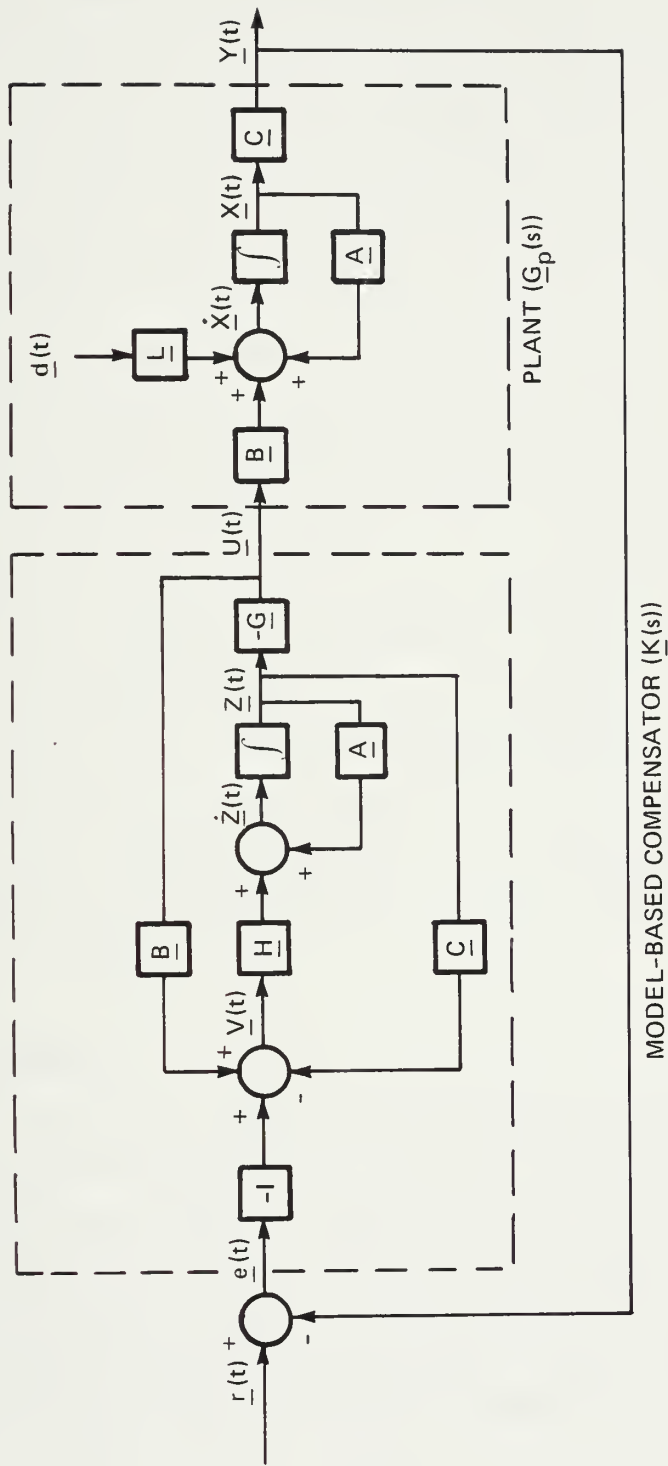 r(t)
+
-
e(t)
-I
+
+
-
V(t)
B
H
C
+
+
Ż(t)
∫
A
Z(t)
-G
U(t)
B
d(t)
L
+
+
+
Ẋ(t)
∫
A
X(t)
C
Y(t)
PLANT (Gp(s))
MODEL-BASED COMPENSATOR (K(s))